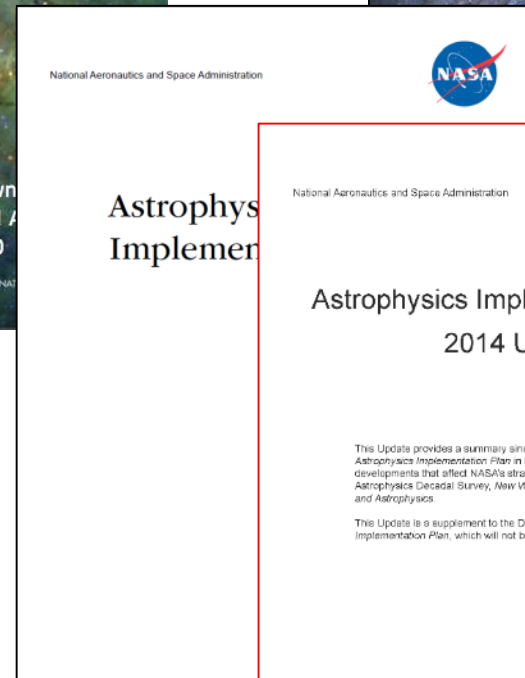 National Aeronautics and Space Administration
NASA
Astrophys
Implemen
National Aeronautics and Space Administration
Astrophysics Impl
2014 U
This Update provides a summary sin
Astrophysics Implementation Plan in
developments that affect NASA's stra
Astrophysics Decadal Survey, New W
and Astrophysics.
This Update is a supplement to the D
Implementation Plan, which will not b